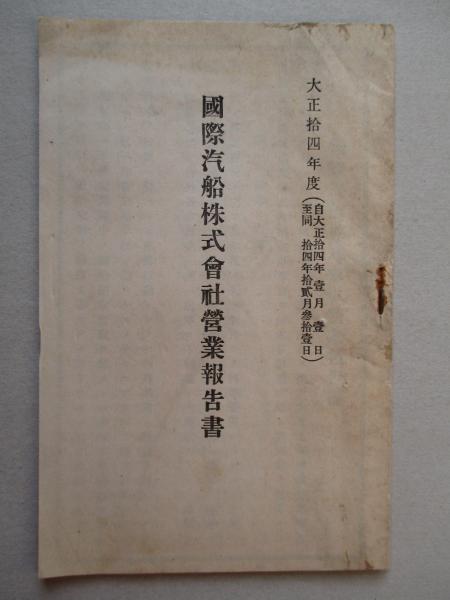 大正拾四年度
(自大正拾四年壹月壹日
至同拾四年拾貳月參拾壹日)
國際汽船株式會社營業報告書